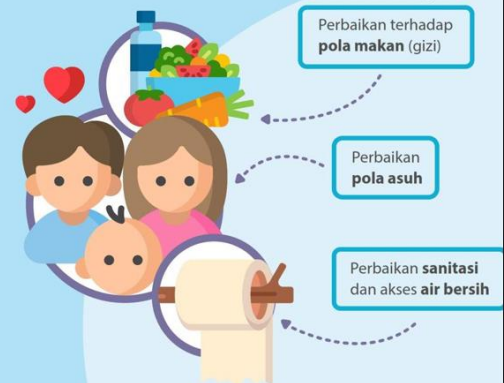 Perbaikan terhadap
pola makan (gizi)
Perbaikan
pola asuh
Perbaikan sanitasi
dan akses air bersih